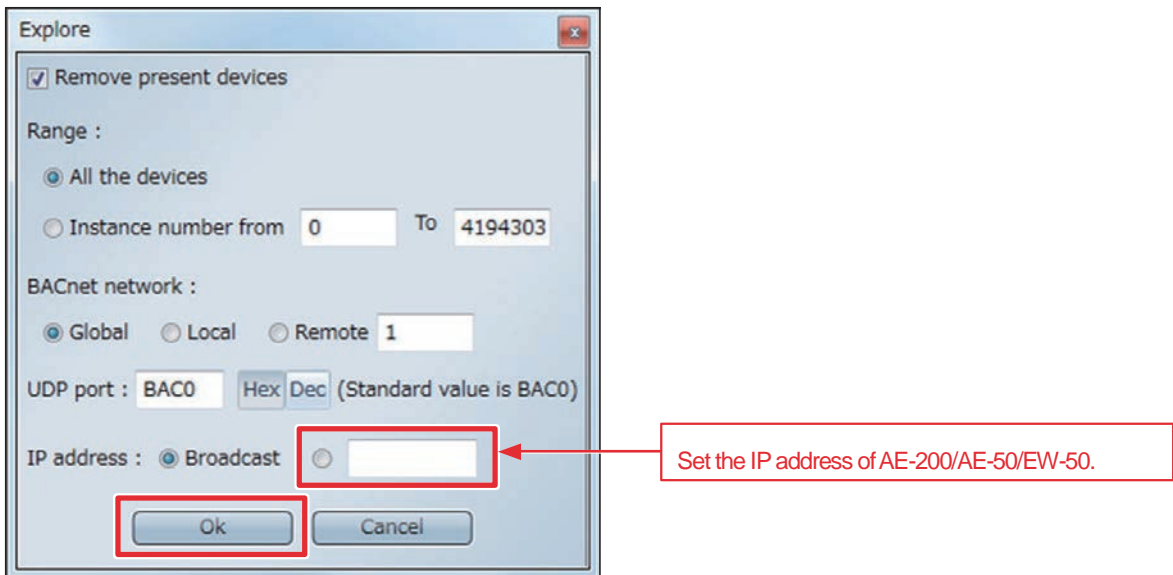 Explore
x
Remove present devices
Range :
All the devices
Instance number from 0 To 4194303
BACnet network :
Global Local Remote 1
UDP port : BAC0 Hex Dec (Standard value is BAC0)
IP address : Broadcast
Set the IP address of AE-200/AE-50/EW-50.
Ok Cancel